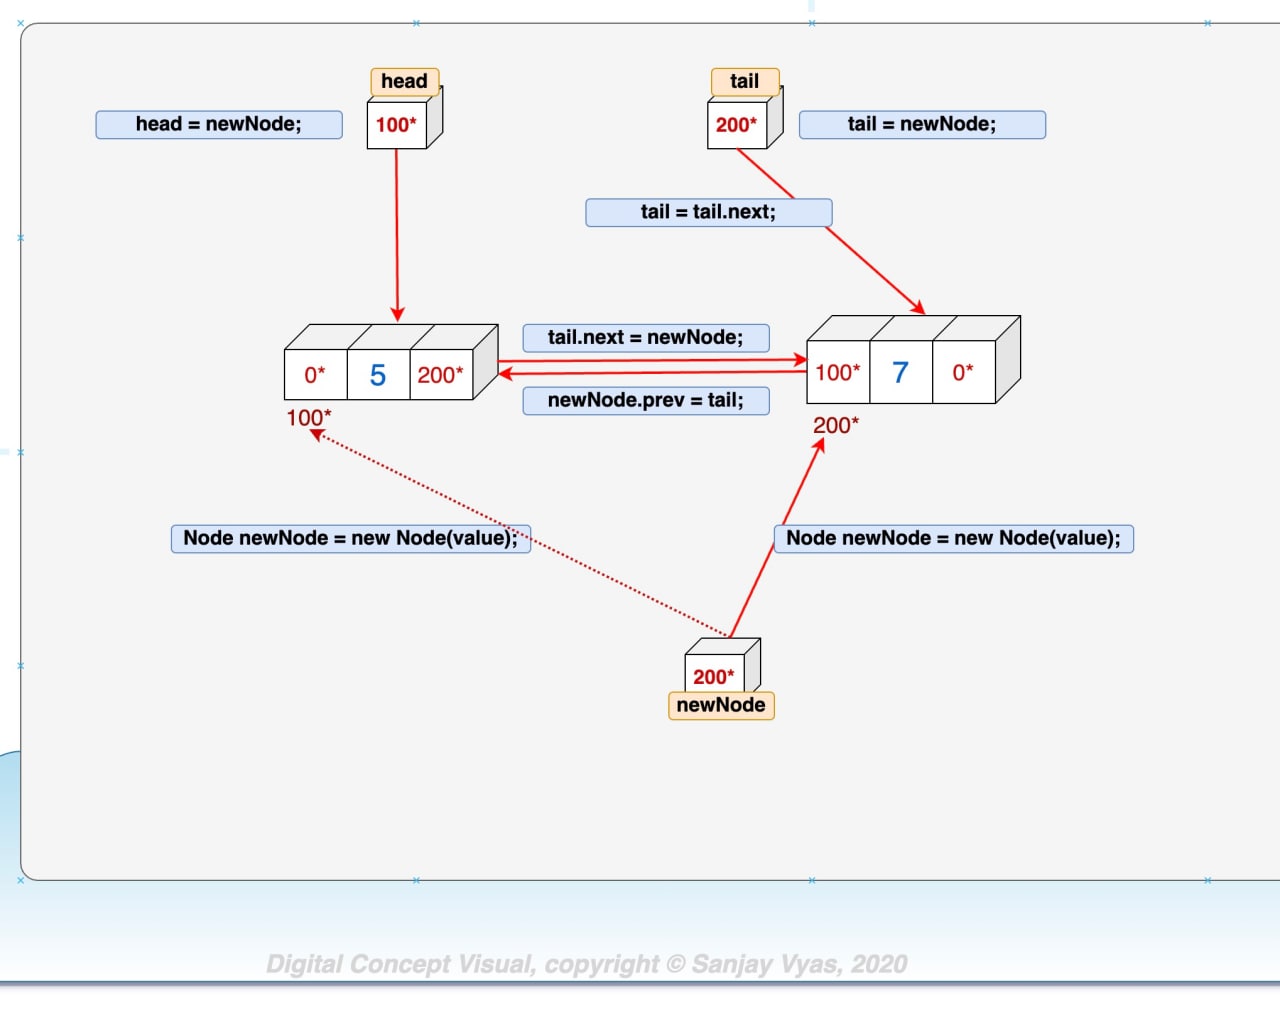 head
tail
head = newNode;
100*
200*
tail = newNode;
tail = tail.next;
tail.next = newNode;
0* 5 200*
100* 7 0*
newNode.prev = tail;
100*
200*
Node newNode = new Node(value);
Node newNode = new Node(value);
200*
newNode
Digital Concept Visual, copyright © Sanjay Vyas, 2020